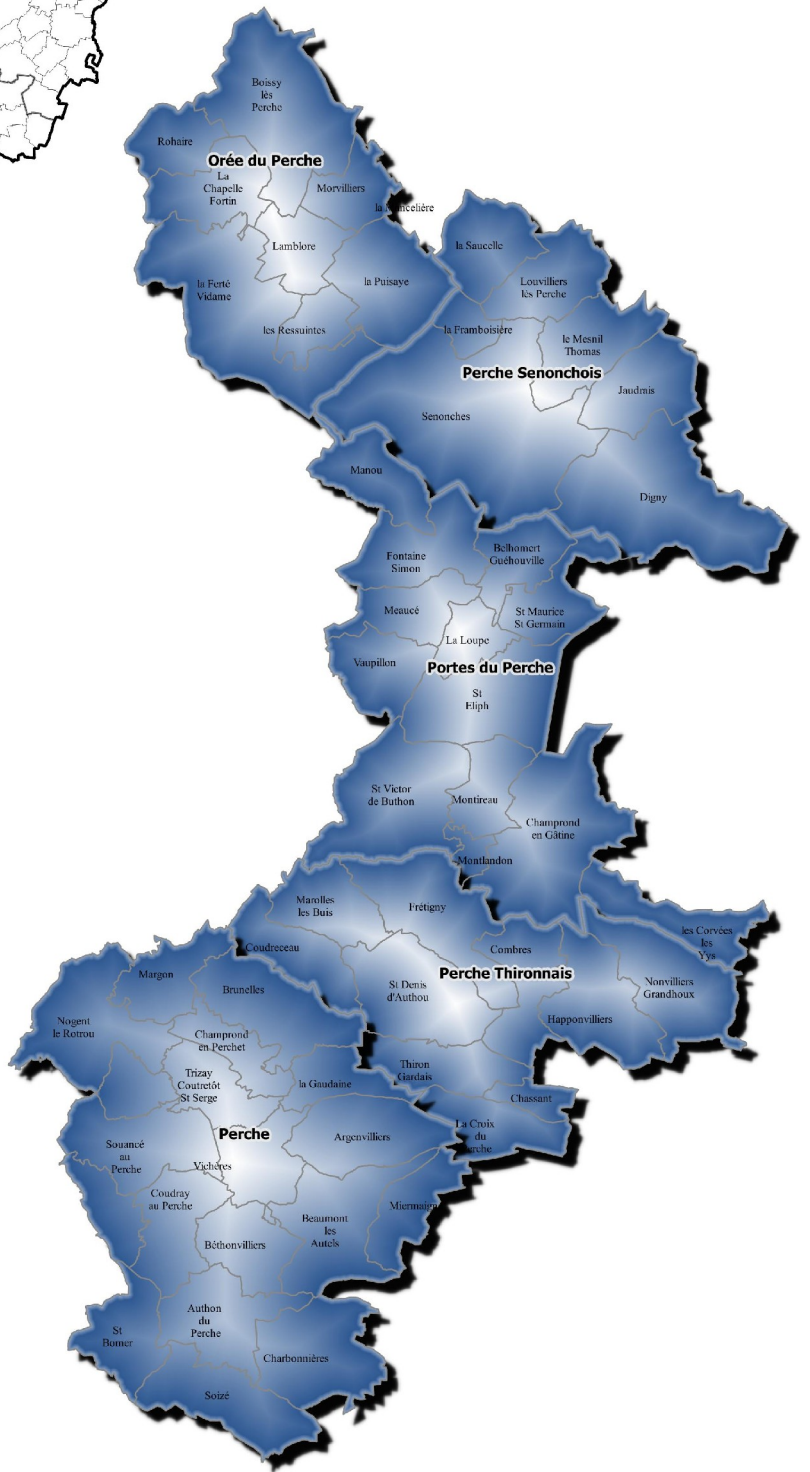 Boissy
lès
Perche
Rohaire
Orée du Perche
La
Chapelle
Fortin
Morvilliers
Lamblore
la Ferté
Vidame
la Puisaye
les Ressuintes
la Saucelle
Louvilliers
lès Perche
la Framboisière
le Mesnil
Thomas
Perche Senonchois
Jaudrais
Senonches
Digny
Manou
Fontaine
Simon
Belhomert
Guéhouville
Meaucé
St Maurice
St Germain
La Loupe
Vaupillon
Portes du Perche
St
Eliph
St Victor
de Buthon
Montireau
Champrond
en Gâtine
Montlandon
Marolles
les Buis
Frétigny
Coudreceau
Combres
les Corvées
les
Yys
Perche Thironnais
St Denis
d'Authou
Nonvilliers
Grandhoux
Happonvilliers
Margon
Brunelles
Nogent
le Rotrou
Champrond
en Perchet
Trizay
Coutretôt
St Serge
la Gaudaine
Thiron
Gardais
Chassant
La Croix
du
Perche
Perche
Argenvilliers
Souancé
au
Perche
Vichères
Coudray
au Perche
Miermaigne
Beaumont
les
Autels
Béthonvilliers
Authon
du
Perche
St
Bomer
Charbonnières
Soizé